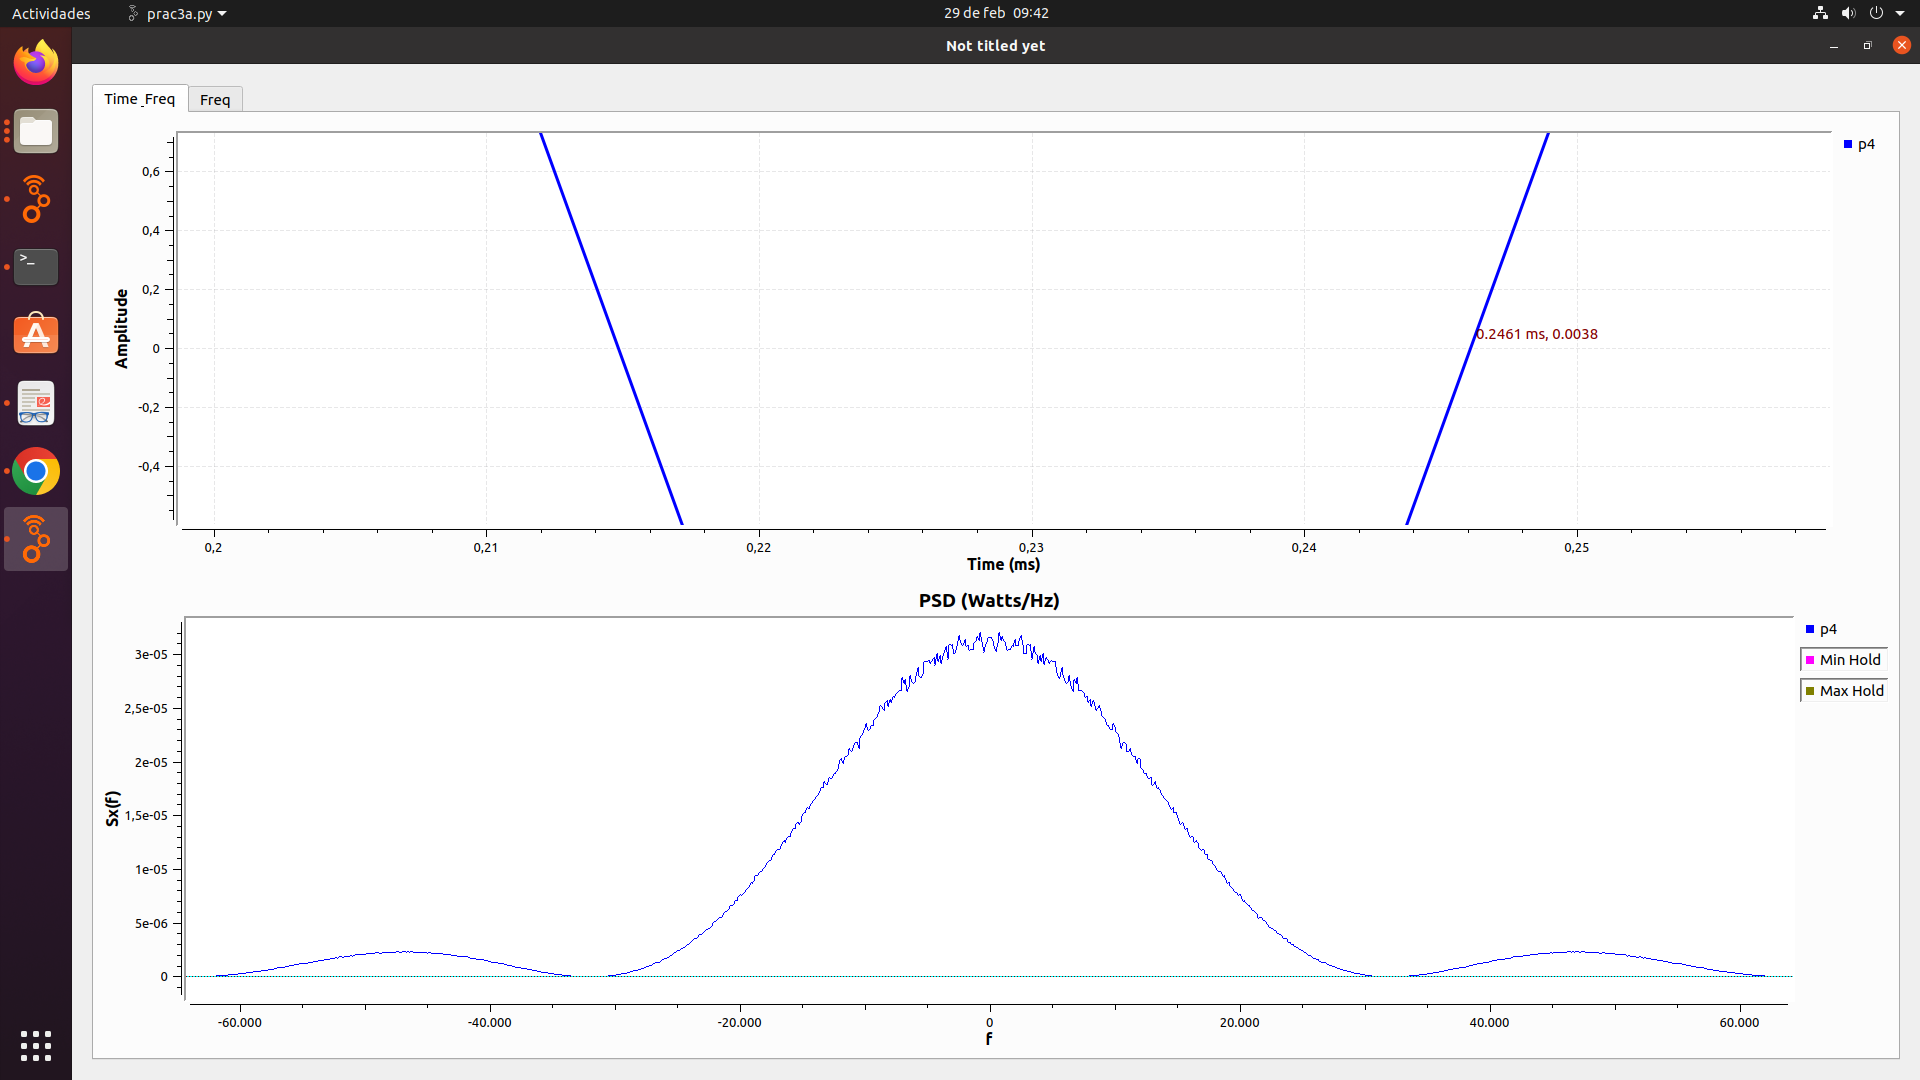 Actividades
prac3a.py
29 de feb 09:42
Not titled yet
Time_Freq
Freq
p4
0,6
0,4
0,2
0
-0,2
-0,4
Amplitude
0.2461 ms, 0.0038
0,2
0,21
0,22
0,23
0,24
0,25
Time (ms)
PSD (Watts/Hz)
p4
Min Hold
Max Hold
3e-05
2,5e-05
2e-05
1,5e-05
1e-05
5e-06
0
Sx(f)
-60.000
-40.000
-20.000
0
20.000
40.000
60.000
f